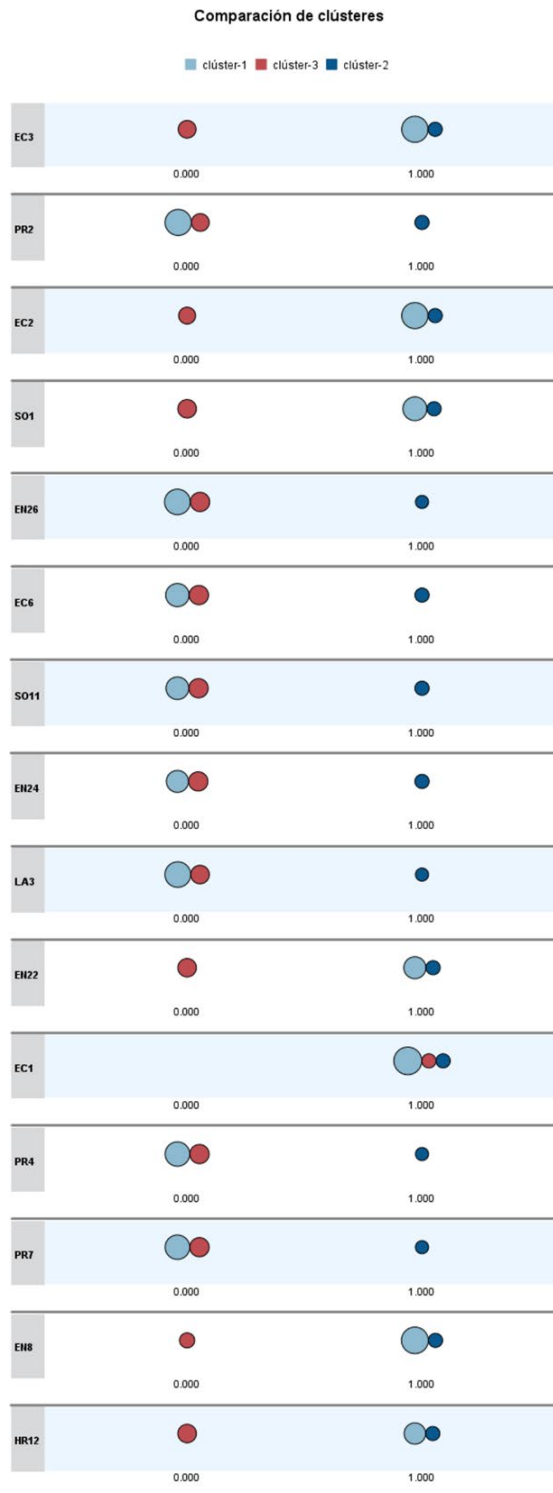 Comparación de clústeres
clúster-1 clúster-3 clúster-2
EC3
0.000 1.000
PR2
0.000 1.000
EC2
0.000 1.000
SO1
0.000 1.000
EN26
0.000 1.000
EC6
0.000 1.000
SO11
0.000 1.000
EN24
0.000 1.000
LA3
0.000 1.000
EN22
0.000 1.000
EC1
0.000 1.000
PR4
0.000 1.000
PR7
0.000 1.000
EN8
0.000 1.000
HR12
0.000 1.000